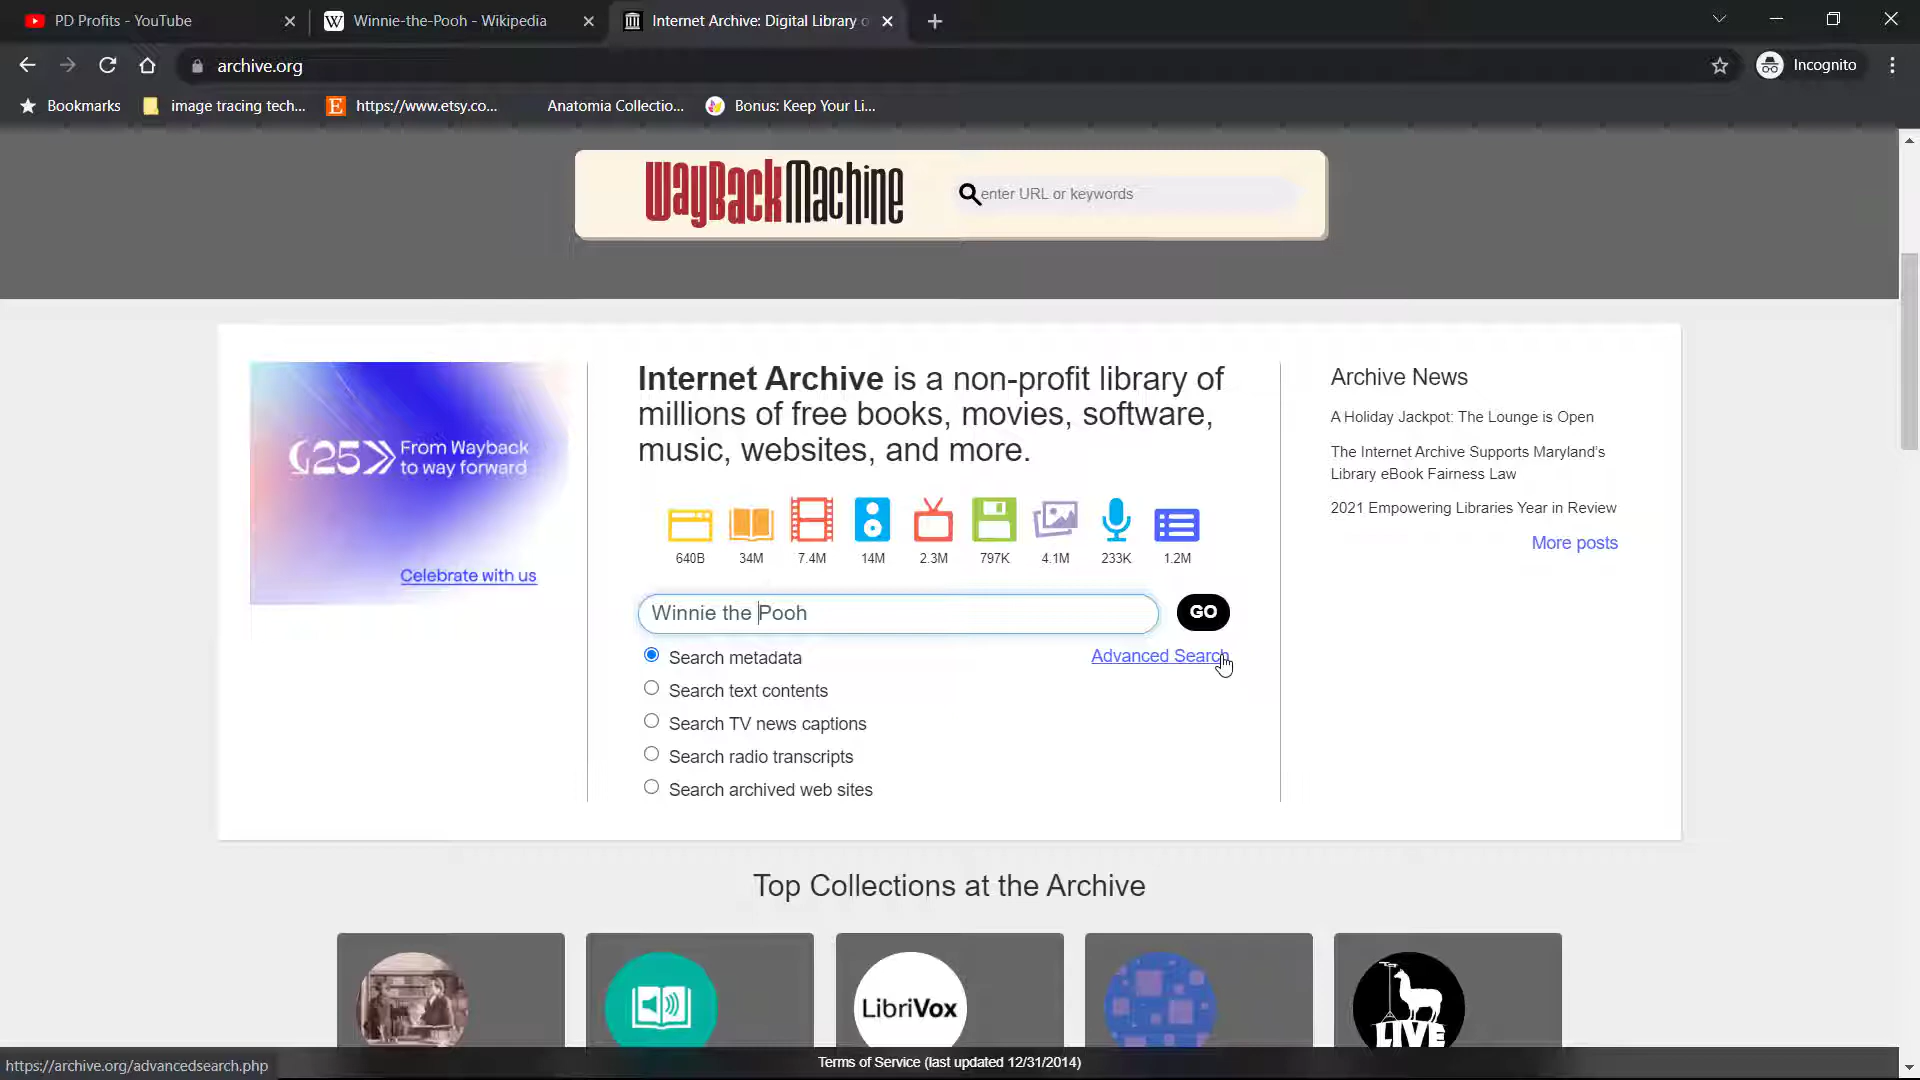 PD Profits - YouTube
Winnie-the-Pooh - Wikipedia
Internet Archive: Digital Library o
archive.org
Incognito
Bookmarks
image tracing tech...
https://www.etsy.co...
Anatomia Collectio...
Bonus: Keep Your Li...
WayBackMachine
enter URL or keywords
25 From Wayback
to way forward
Celebrate with us
Internet Archive is a non-profit library of
millions of free books, movies, software,
music, websites, and more.
640B 34M 7.4M 14M 2.3M 797K 4.1M 233K 1.2M
Winnie the Pooh
GO
Search metadata
Advanced Search
Search text contents
Search TV news captions
Search radio transcripts
Search archived web sites
Archive News
A Holiday Jackpot: The Lounge is Open
The Internet Archive Supports Maryland's
Library eBook Fairness Law
2021 Empowering Libraries Year in Review
More posts
Top Collections at the Archive
LibriVox
LIVE
https://archive.org/advancedsearch.php
Terms of Service (last updated 12/31/2014)